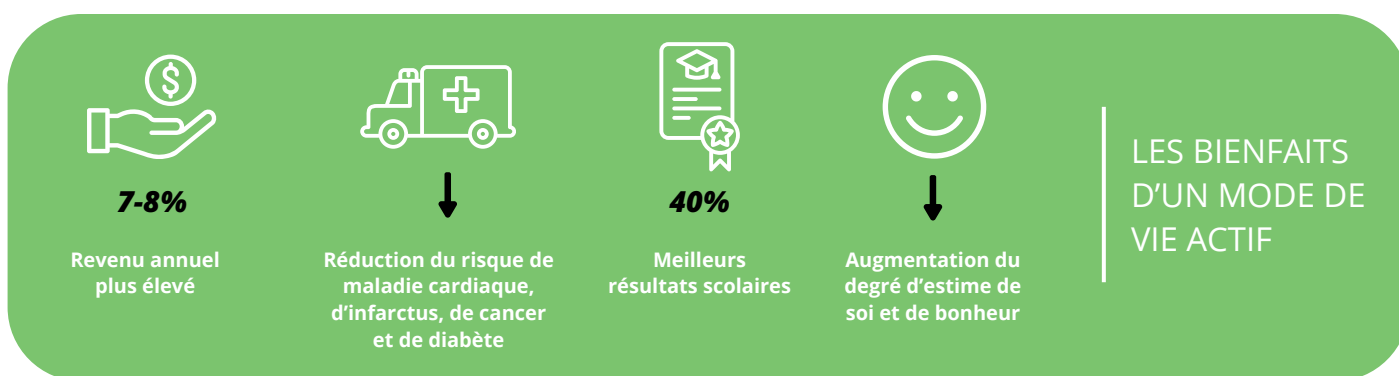 $
7-8%
Revenu annuel
plus élevé
Réduction du risque de
maladie cardiaque,
d'infarctus, de cancer
et de diabète
40%
Meilleurs
résultats scolaires
Augmentation du
degré d'estime de
soi et de bonheur
LES BIENFAITS
D'UN MODE DE
VIE ACTIF